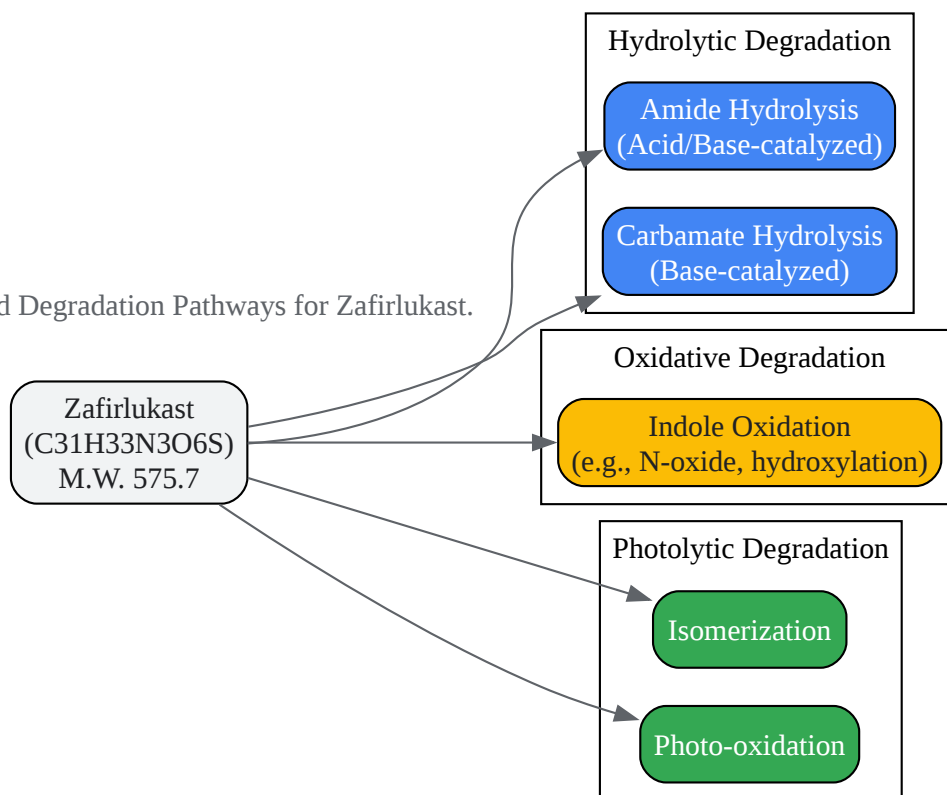 Hydrolytic Degradation
Amide Hydrolysis
(Acid/Base-catalyzed)
Carbamate Hydrolysis
(Base-catalyzed)
Degradation Pathways for Zafirlukast.
Oxidative Degradation
Zafirlukast
(C31H33N3O6S)
M.W. 575.7
Indole Oxidation
(e.g., N-oxide, hydroxylation)
Photolytic Degradation
Isomerization
Photo-oxidation